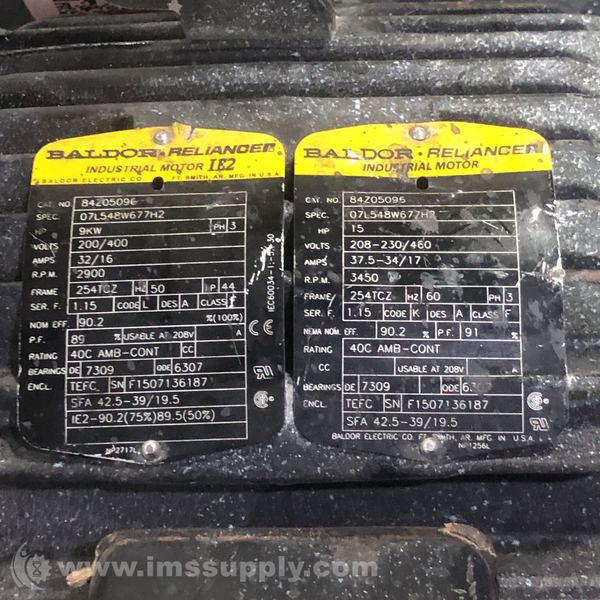 BALDOR · RELIANCE
INDUSTRIAL MOTOR IE2
BALDOR ELECTRIC CO. FT. SMITH, AR. MFG. IN U.S.A.
CAT. NO. 84Z05096
SPEC. 07L548W677H2
HP 9KW PH 3
VOLTS 200/400
AMPS 32/16
R.P.M. 2900
FRAME 254TCZ HZ 50 IP 44
SER. F. 1.15 CODE L DES A CLASS F
NOM EFF. 90.2 %(100%)
P.F. 89 % USABLE AT 208V A
RATING 40C AMB-CONT CC
BEARINGS DE 7309 ODE 6307
ENCL. TEFC SN F1507136187
SFA 42.5-39/19.5
IE2-90.2(75%)89.5(50%)
NP2717L
IEC60034-1
CE
BALDOR · RELIANCE
INDUSTRIAL MOTOR
CAT. NO. 84Z05096
SPEC. 07L548W677H2
HP 15
VOLTS 208-230/460
AMPS 37.5-34/17
R.P.M. 3450
FRAME 254TCZ HZ 60 PH 3
SER. F. 1.15 CODE K DES A CLASS F
NEMA NOM. EFF. 90.2 % P.F. 91 %
RATING 40C AMB-CONT
CC USABLE AT 208V A
BEARINGS DE 7309 ODE 6307
ENCL. TEFC SN F1507136187
SFA 42.5-39/19.5
BALDOR ELECTRIC CO. FT. SMITH, AR. MFG. IN U.S.A.
NP1256L
www.imssupply.com